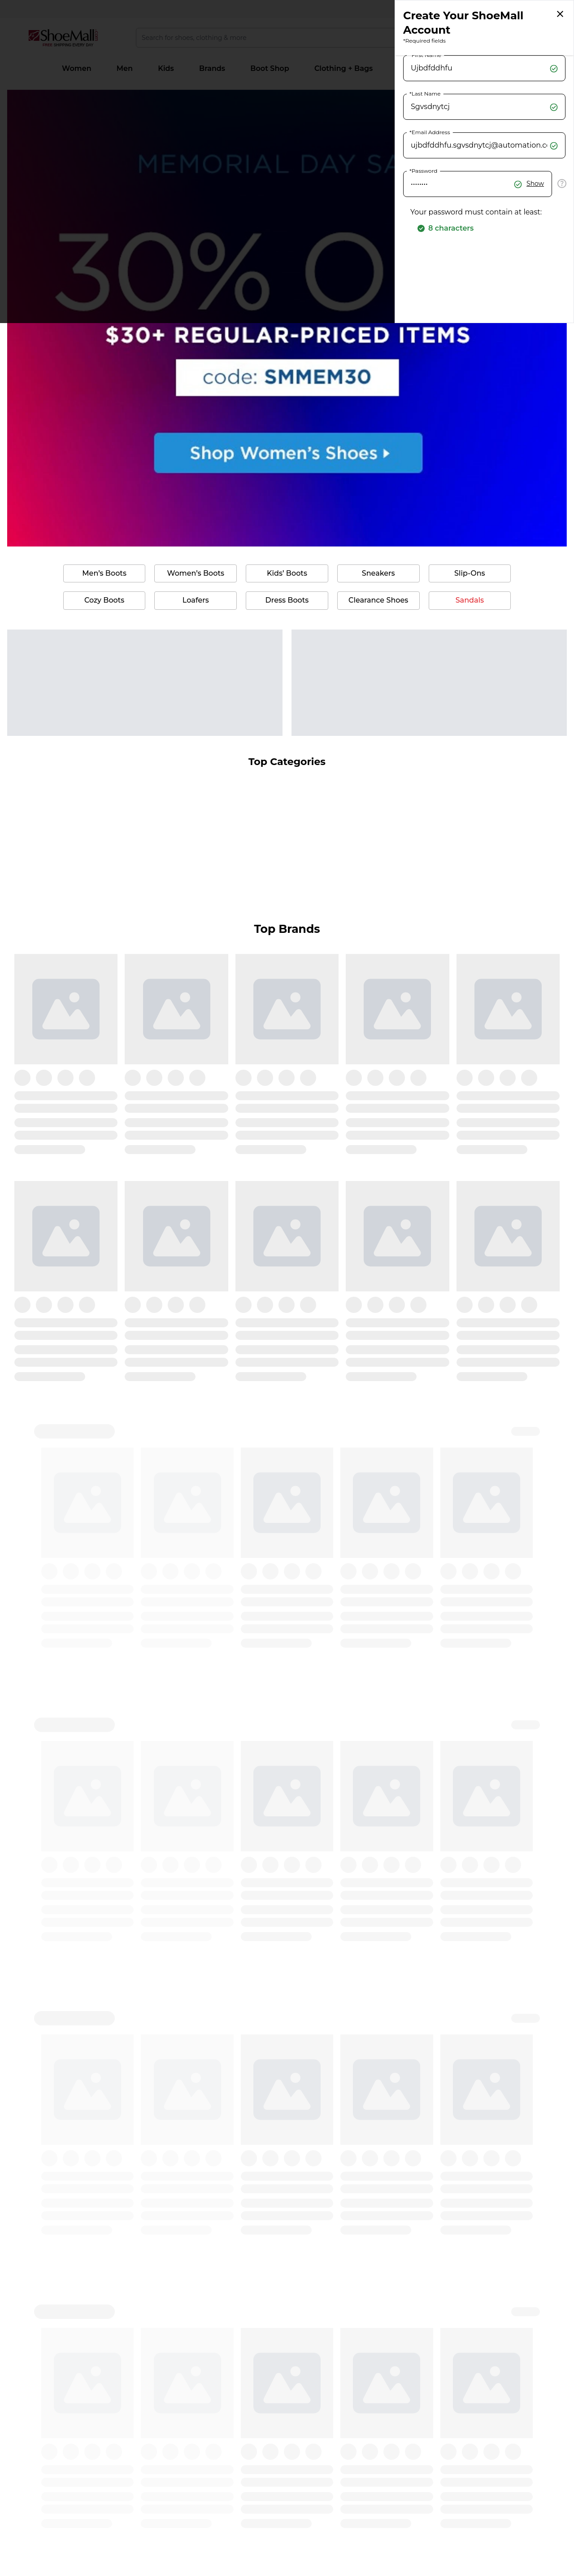 ShoeMall
FREE SHIPPING EVERY DAY
Search for shoes, clothing & more
Women
Men
Kids
Brands
Boot Shop
Clothing + Bags
Create Your ShoeMall
Account
*Required fields
*First Name
Ujbdfddhfu
*Last Name
Sgvsdnytcj
*Email Address
ujbdfddhfu.sgvsdnytcj@automation.c
*Password
········
Show
?
Your password must contain at least:
8 characters
MEMORIAL DAY SA
30% O
$30+ REGULAR-PRICED ITEMS
code: SMMEM30
Shop Women's Shoes
Men's Boots
Women's Boots
Kids' Boots
Sneakers
Slip-Ons
Cozy Boots
Loafers
Dress Boots
Clearance Shoes
Sandals
Top Categories
Top Brands